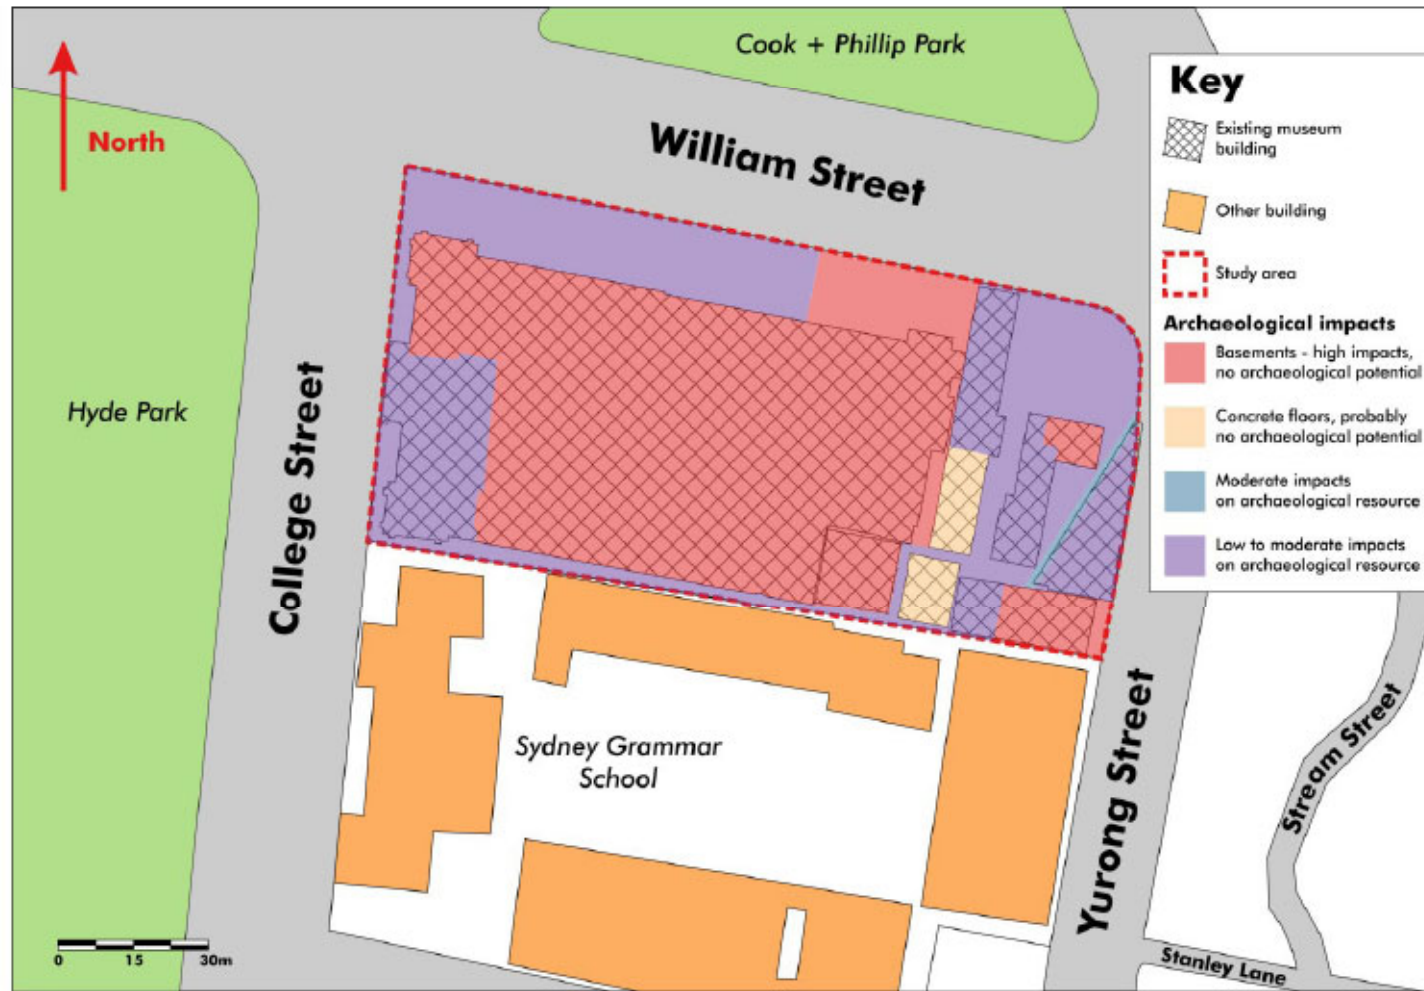 Cook + Phillip Park
North
William Street
Hyde Park
College Street
Sydney Grammar
School
Yurong Street
Stream Street
Stanley Lane
0 15 30m
Key
Existing museum
building
Other building
Study area
Archaeological impacts
Basements - high impacts,
no archaeological potential
Concrete floors, probably
no archaeological potential
Moderate impacts
on archaeological resource
Low to moderate impacts
on archaeological resource